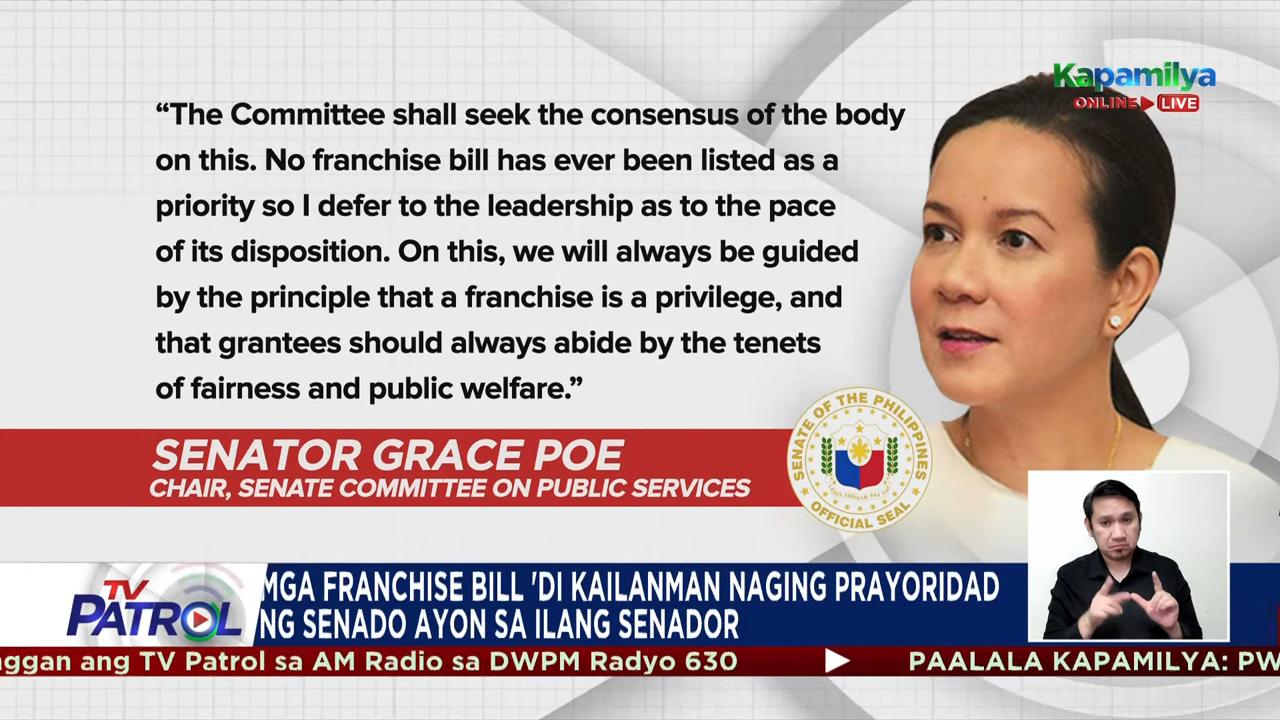 Kapamilya
ONLINE LIVE
“The Committee shall seek the consensus of the body
on this. No franchise bill has ever been listed as a
priority so I defer to the leadership as to the pace
of its disposition. On this, we will always be guided
by the principle that a franchise is a privilege, and
that grantees should always abide by the tenets
of fairness and public welfare.”
SENATOR GRACE POE
CHAIR, SENATE COMMITTEE ON PUBLIC SERVICES
SENATE OF THE PHILIPPINES
OFFICIAL SEAL
TV
PATROL
MGA FRANCHISE BILL 'DI KAILANMAN NAGING PRAYORIDAD
NG SENADO AYON SA ILANG SENADOR
nggan ang TV Patrol sa AM Radio sa DWPM Radyo 630
PAALALA KAPAMILYA: PW